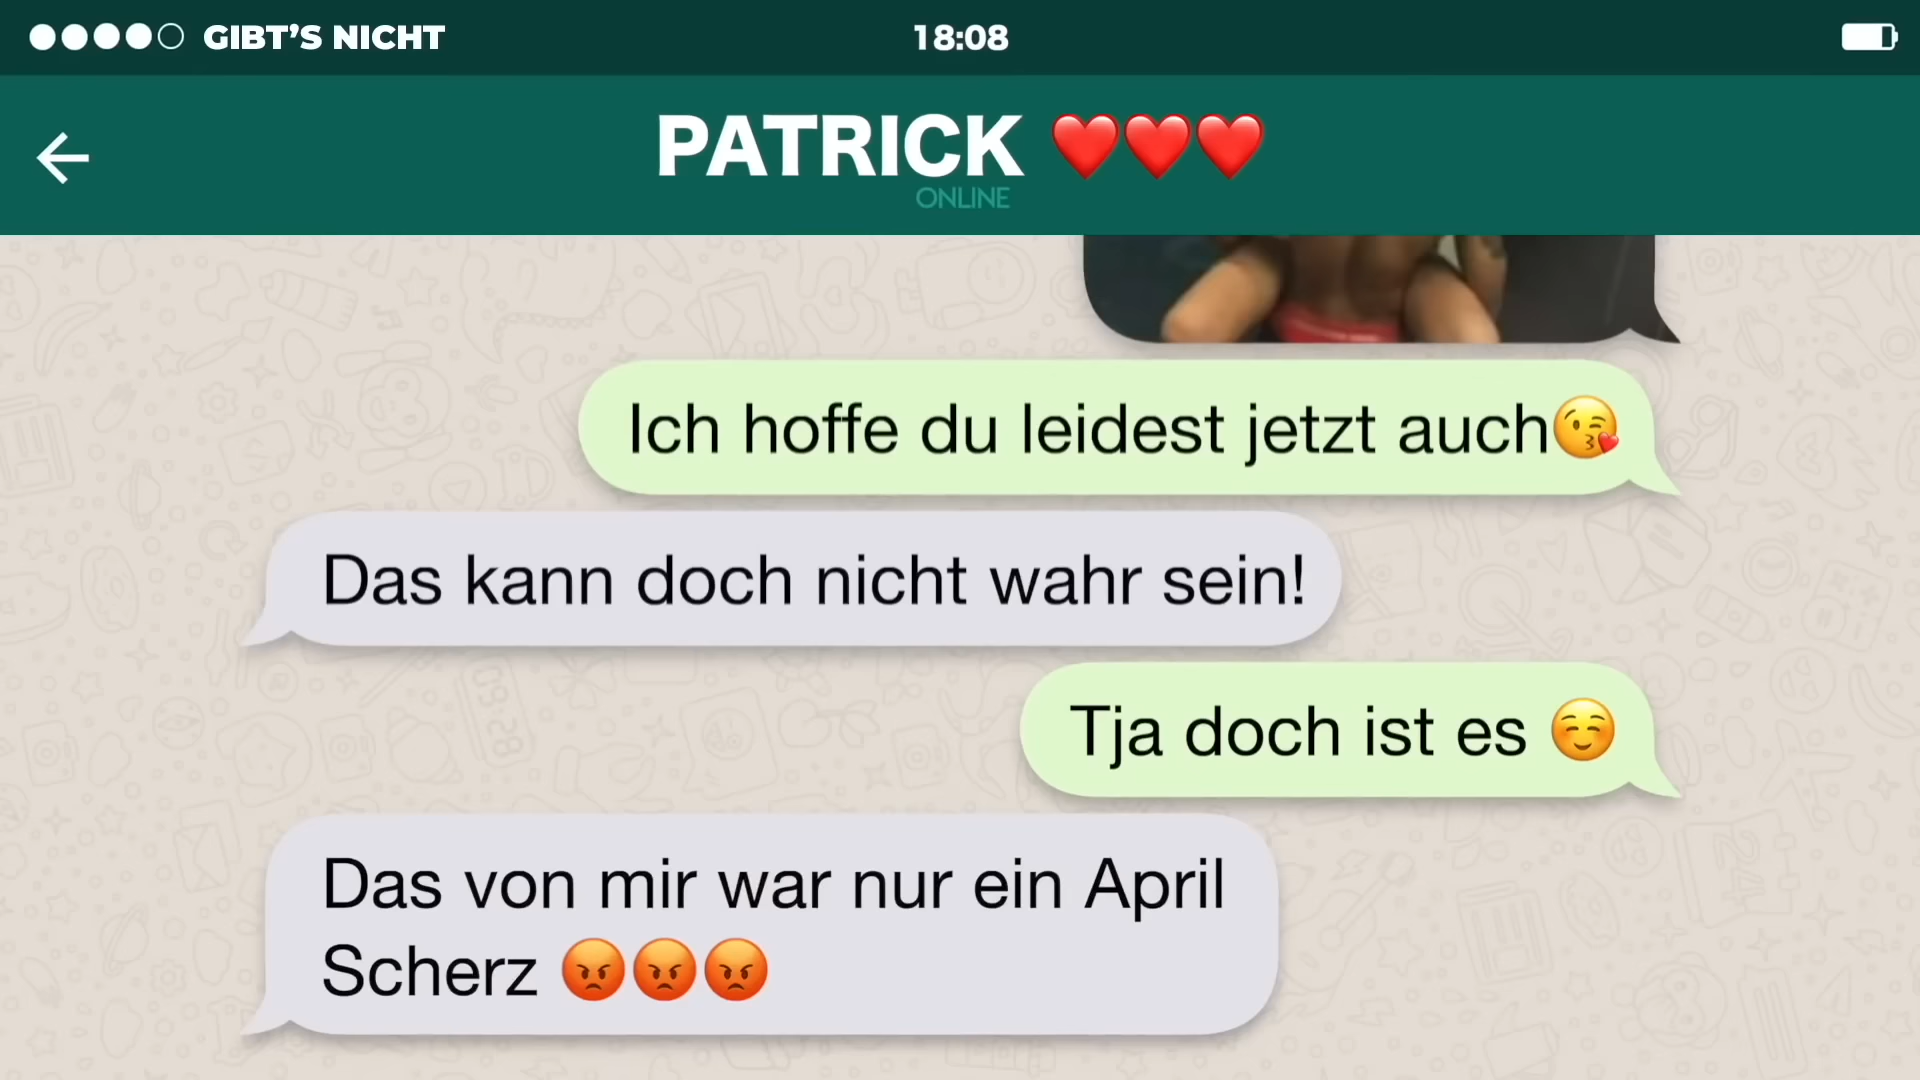 GIBT’S NICHT
18:08
PATRICK ❤️❤️❤️
ONLINE
Ich hoffe du leidest jetzt auch😘
Das kann doch nicht wahr sein!
Tja doch ist es ☺️
Das von mir war nur ein April
Scherz 😡😡😡